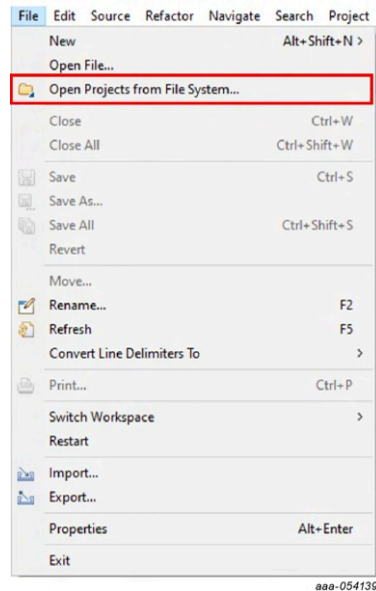 File Edit Source Refactor Navigate Search Project
New Alt+Shift+N >
Open File...
Open Projects from File System...
Close Ctrl+W
Close All Ctrl+Shift+W
Save Ctrl+S
Save As...
Save All Ctrl+Shift+S
Revert
Move...
Rename... F2
Refresh F5
Convert Line Delimiters To >
Print... Ctrl+P
Switch Workspace >
Restart
Import...
Export...
Properties Alt+Enter
Exit
aaa-054139